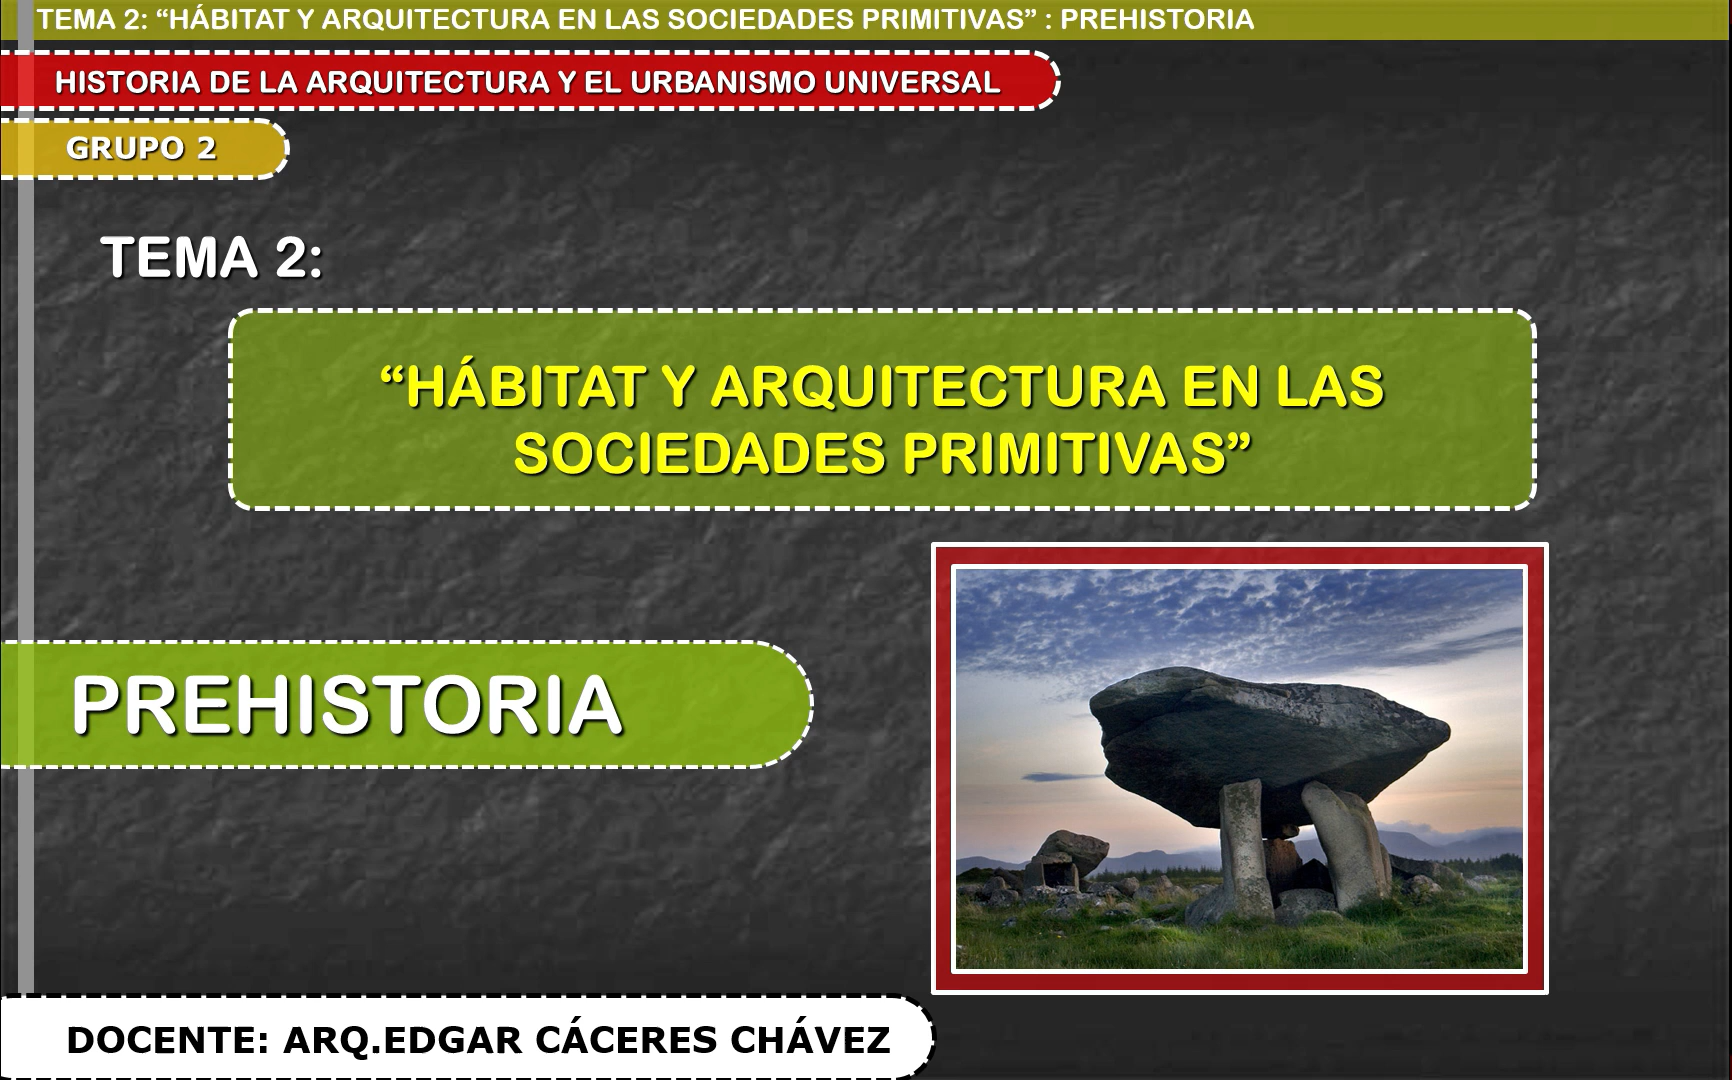 TEMA 2: “HÁBITAT Y ARQUITECTURA EN LAS SOCIEDADES PRIMITIVAS” : PREHISTORIA
HISTORIA DE LA ARQUITECTURA Y EL URBANISMO UNIVERSAL
GRUPO 2
TEMA 2:
“HÁBITAT Y ARQUITECTURA EN LAS
SOCIEDADES PRIMITIVAS”
PREHISTORIA
DOCENTE: ARQ.EDGAR CÁCERES CHÁVEZ